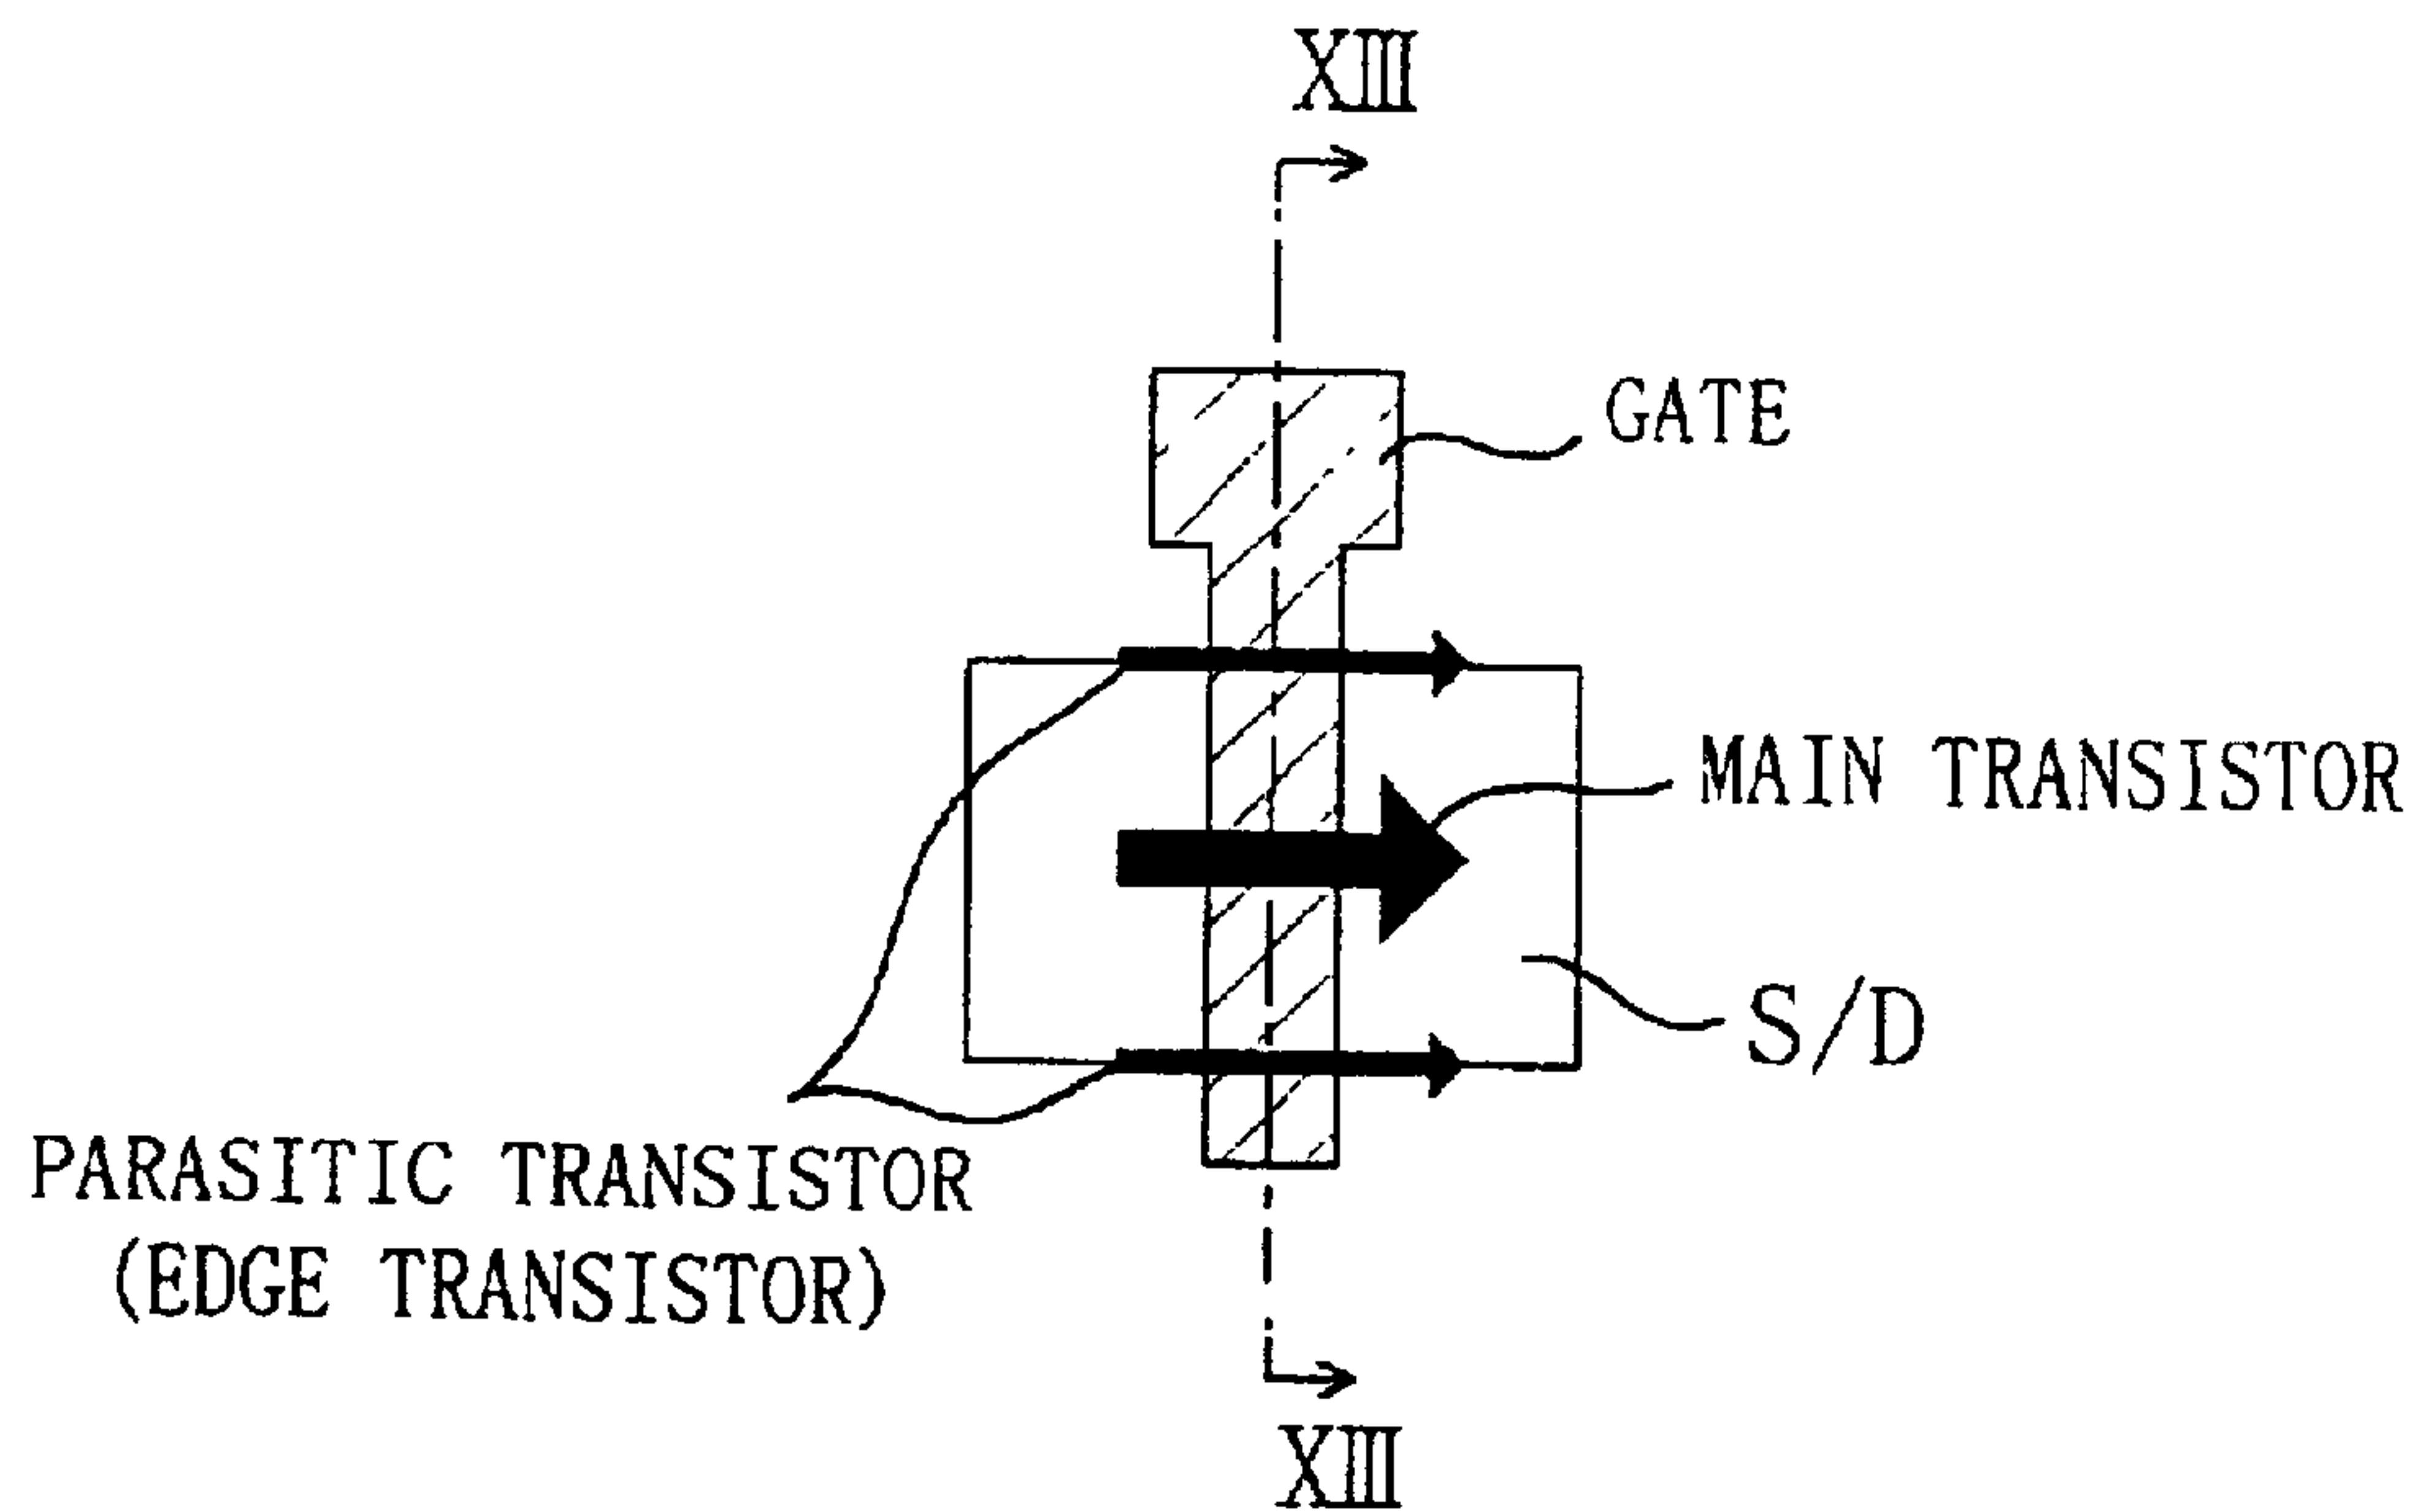 XIII
GATE
MAIN TRANSISTOR
S/D
PARASITIC TRANSISTOR
(EDGE TRANSISTOR)
XIII